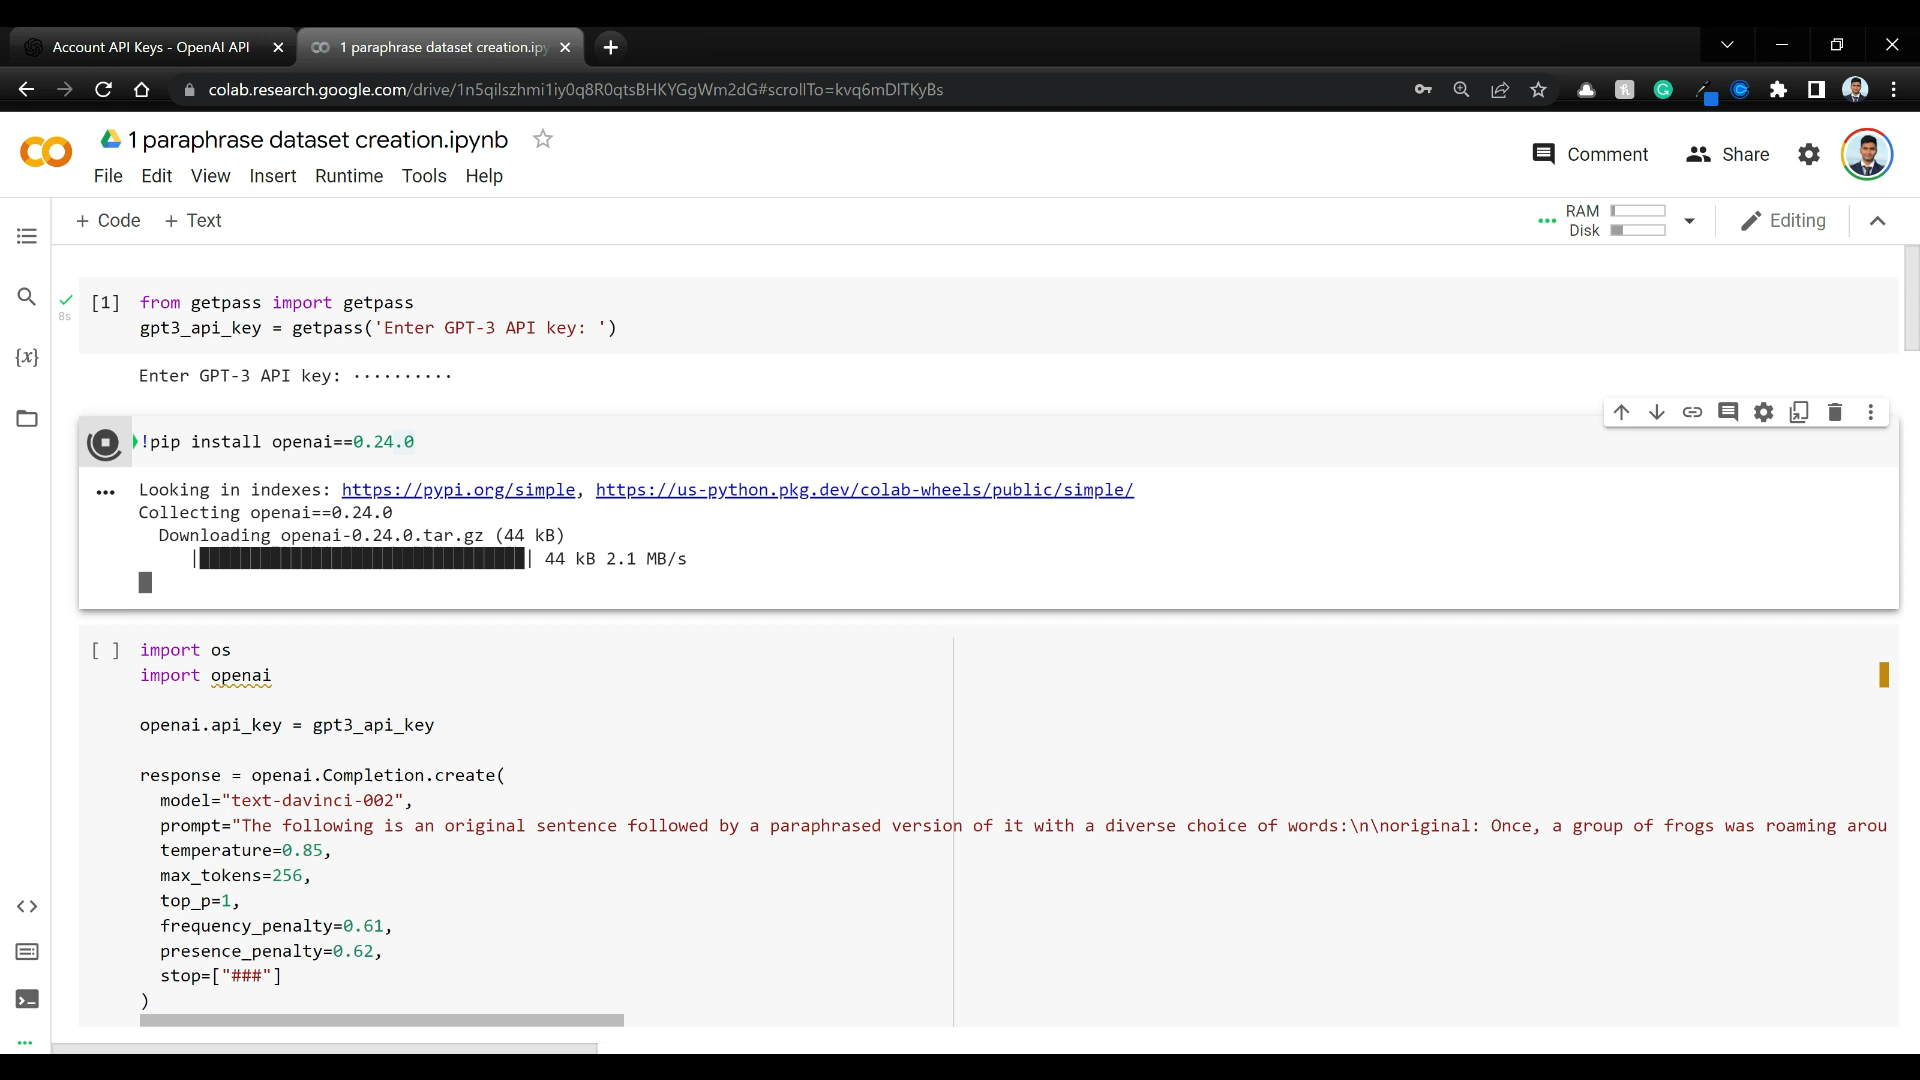 Account API Keys - OpenAI API
1 paraphrase dataset creation.ipy
colab.research.google.com/drive/1n5qilszhmi1iy0q8R0qtsBHKYGgWm2dG#scrollTo=kvq6mDITKyBs
1 paraphrase dataset creation.ipynb
Comment
Share
File Edit View Insert Runtime Tools Help
+ Code + Text
RAM
Disk
Editing
[1] from getpass import getpass
8s
gpt3_api_key = getpass('Enter GPT-3 API key: ')
Enter GPT-3 API key: ··········
{x}
!pip install openai==0.24.0
Looking in indexes: https://pypi.org/simple, https://us-python.pkg.dev/colab-wheels/public/simple/
Collecting openai==0.24.0
Downloading openai-0.24.0.tar.gz (44 kB)
|████████████████████████████████| 44 kB 2.1 MB/s
[ ] import os
import openai
openai.api_key = gpt3_api_key
response = openai.Completion.create(
model="text-davinci-002",
prompt="The following is an original sentence followed by a paraphrased version of it with a diverse choice of words:\n\noriginal: Once, a group of frogs was roaming arou
temperature=0.85,
max_tokens=256,
top_p=1,
frequency_penalty=0.61,
presence_penalty=0.62,
stop=["###"]
)